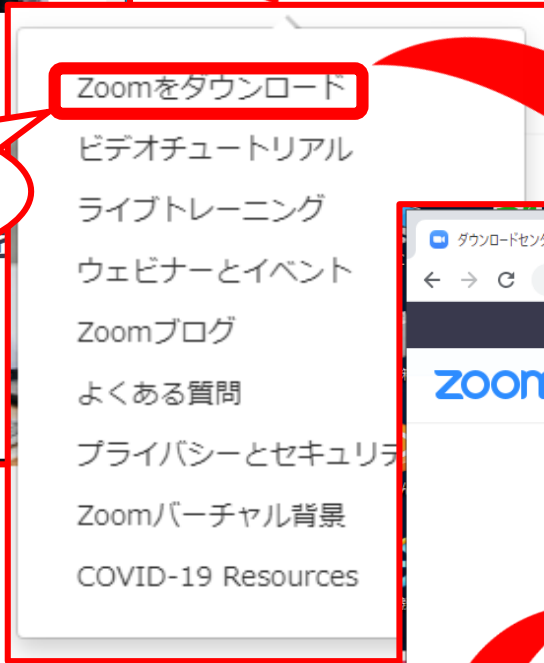 Zoomをダウンロード
ビデオチュートリアル
ライブトレーニング
ウェビナーとイベント
Zoomブログ
よくある質問
プライバシーとセキュリテ
Zoomバーチャル背景
COVID-19 Resources
ダウンロードセン
zoom